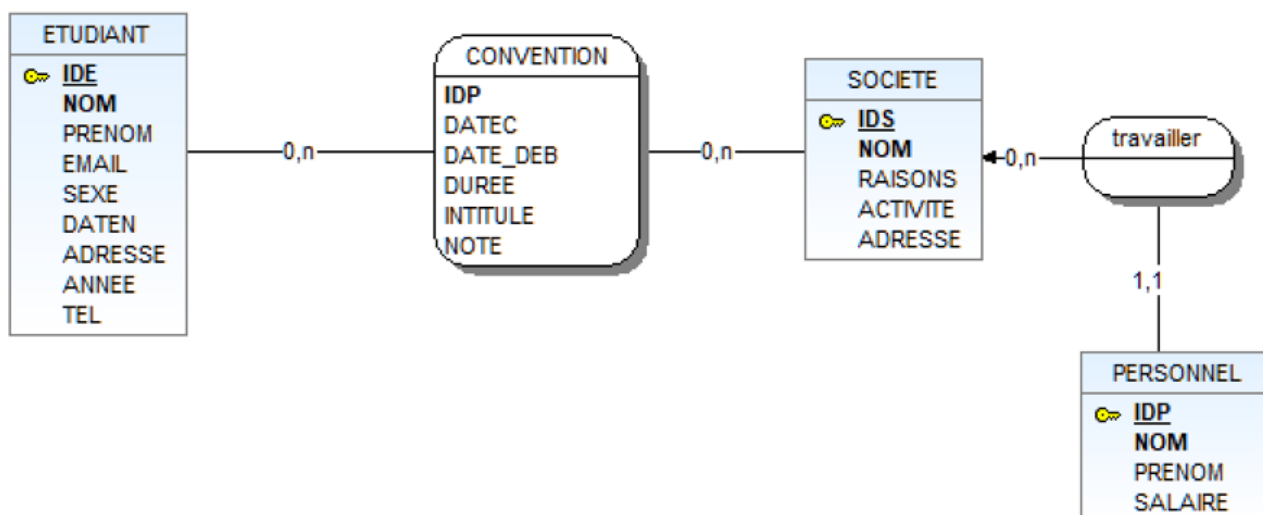 ETUDIANT
IDE
NOM
PRENOM
EMAIL
SEXE
DATEN
ADRESSE
ANNEE
TEL
0,n
CONVENTION
IDP
DATEC
DATE_DEB
DUREE
INTITULE
NOTE
0,n
SOCIETE
IDS
NOM
RAISONS
ACTIVITE
ADRESSE
0,n
travailler
1,1
PERSONNEL
IDP
NOM
PRENOM
SALAIRE